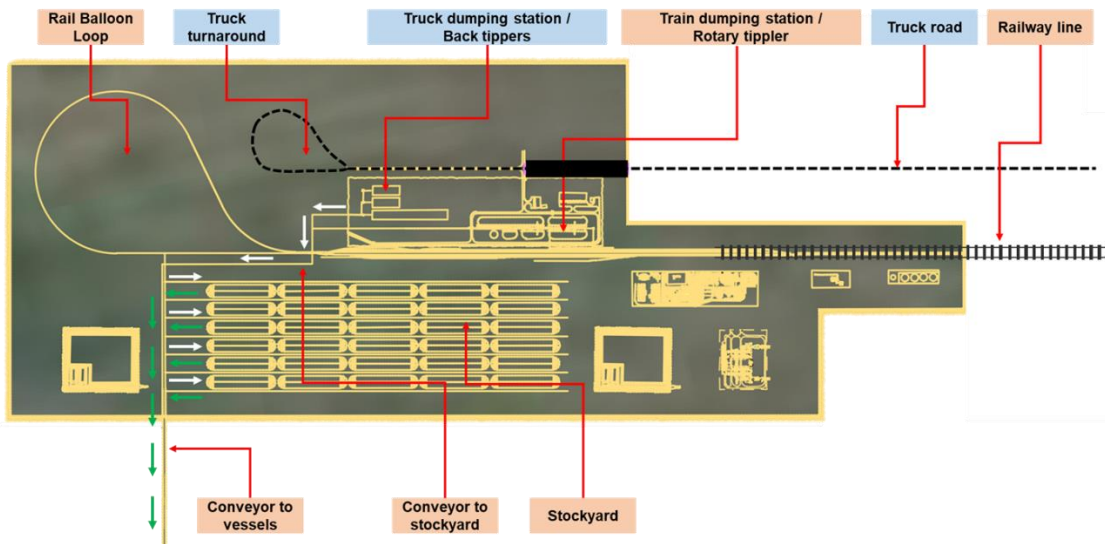 Rail Balloon
Loop
Truck
turnaround
Truck dumping station /
Back tippers
Train dumping station /
Rotary tippler
Truck road
Railway line
Conveyor to
vessels
Conveyor to
stockyard
Stockyard